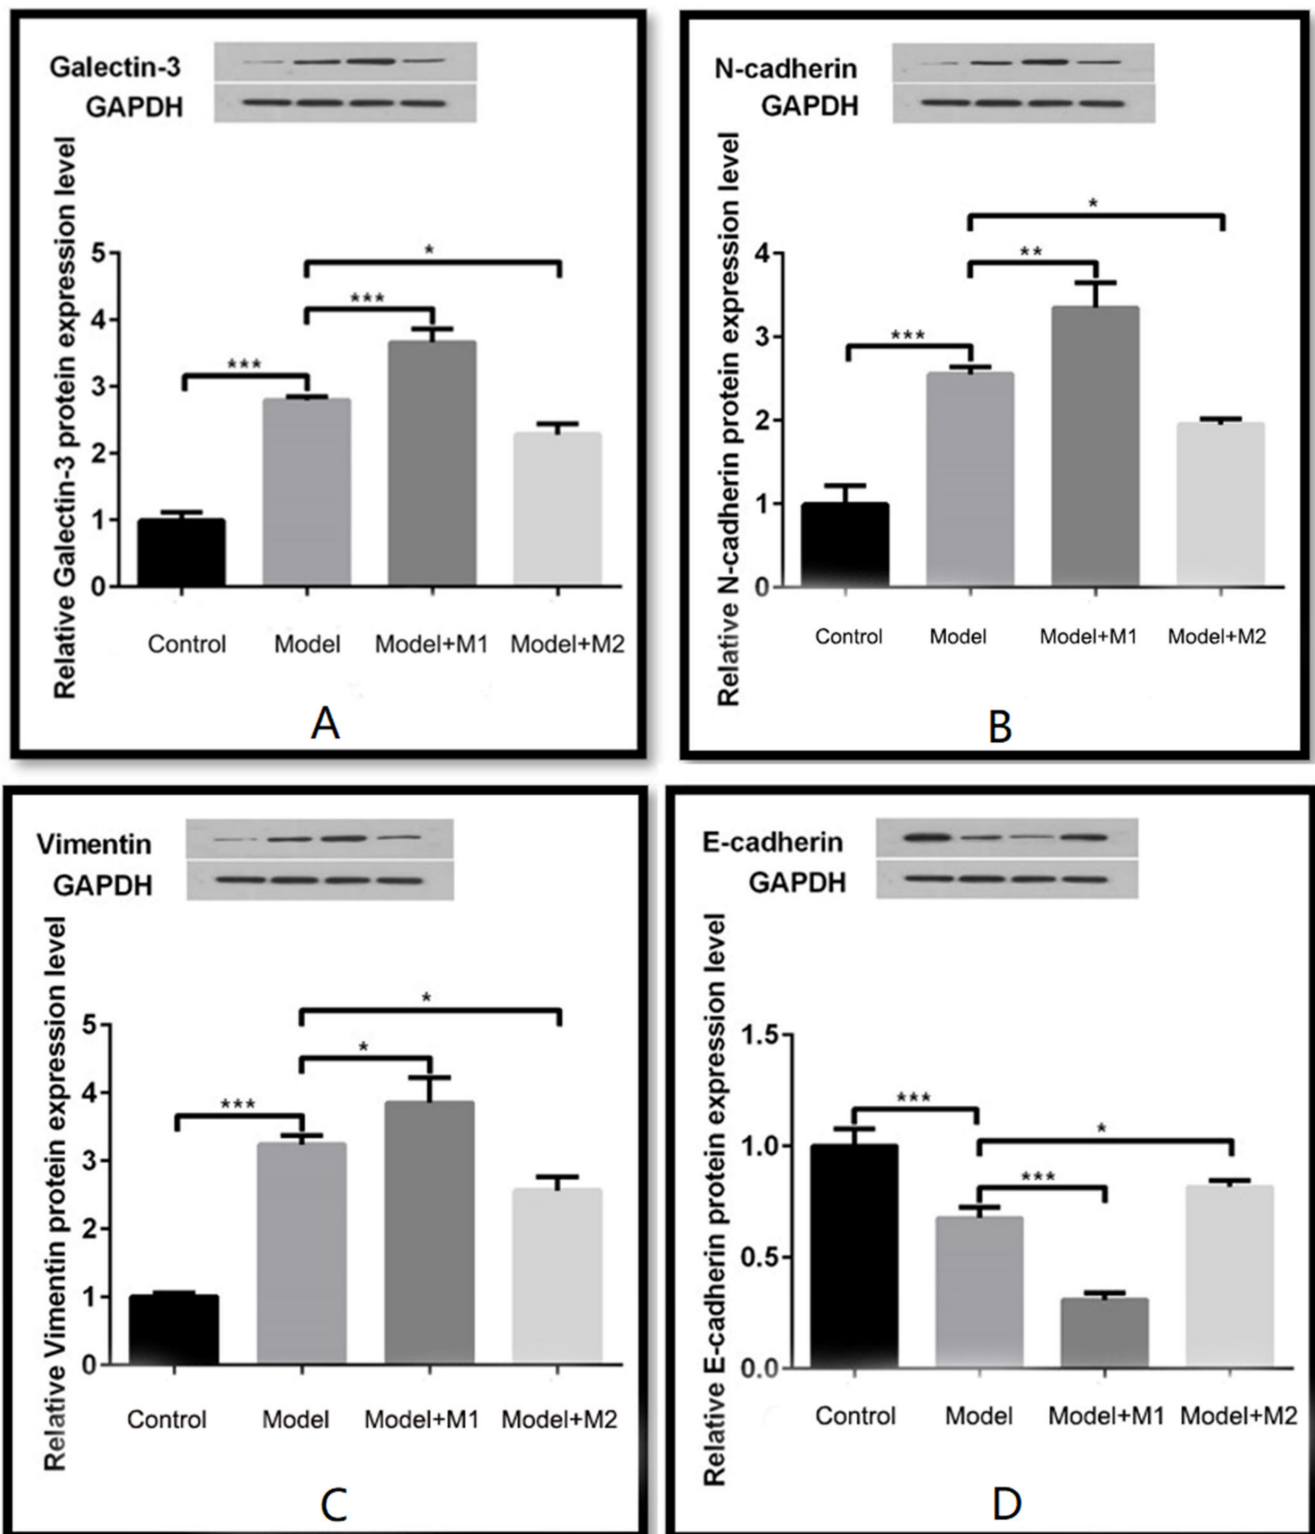 Galectin-3
GAPDH
Relative Galectin-3 protein expression level
5
4
3
2
1
0
*
***
***
Control Model Model+M1 Model+M2
A
N-cadherin
GAPDH
Relative N-cadherin protein expression level
4
3
2
1
0
*
**
***
Control Model Model+M1 Model+M2
B
Vimentin
GAPDH
Relative Vimentin protein expression level
5
4
3
2
1
0
*
*
***
Control Model Model+M1 Model+M2
C
E-cadherin
GAPDH
Relative E-cadherin protein expression level
1.5
1.0
0.5
0.0
***
*
***
Control Model Model+M1 Model+M2
D